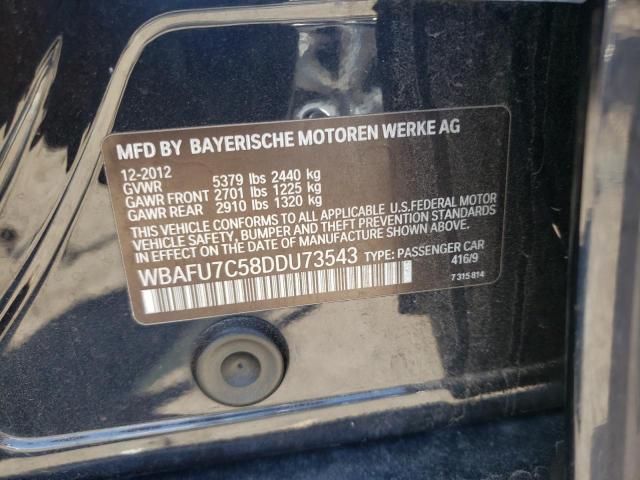 MFD BY BAYERISCHE MOTOREN WERKE AG
12-2012
GVWR 5379 lbs 2440 kg
GAWR FRONT 2701 lbs 1225 kg
GAWR REAR 2910 lbs 1320 kg
THIS VEHICLE CONFORMS TO ALL APPLICABLE U.S.FEDERAL MOTOR
VEHICLE SAFETY, BUMPER, AND THEFT PREVENTION STANDARDS
IN EFFECT ON THE DATE OF MANUFACTURE SHOWN ABOVE.
WBAFU7C58DDU73543 TYPE: PASSENGER CAR
416/9
7 315 814